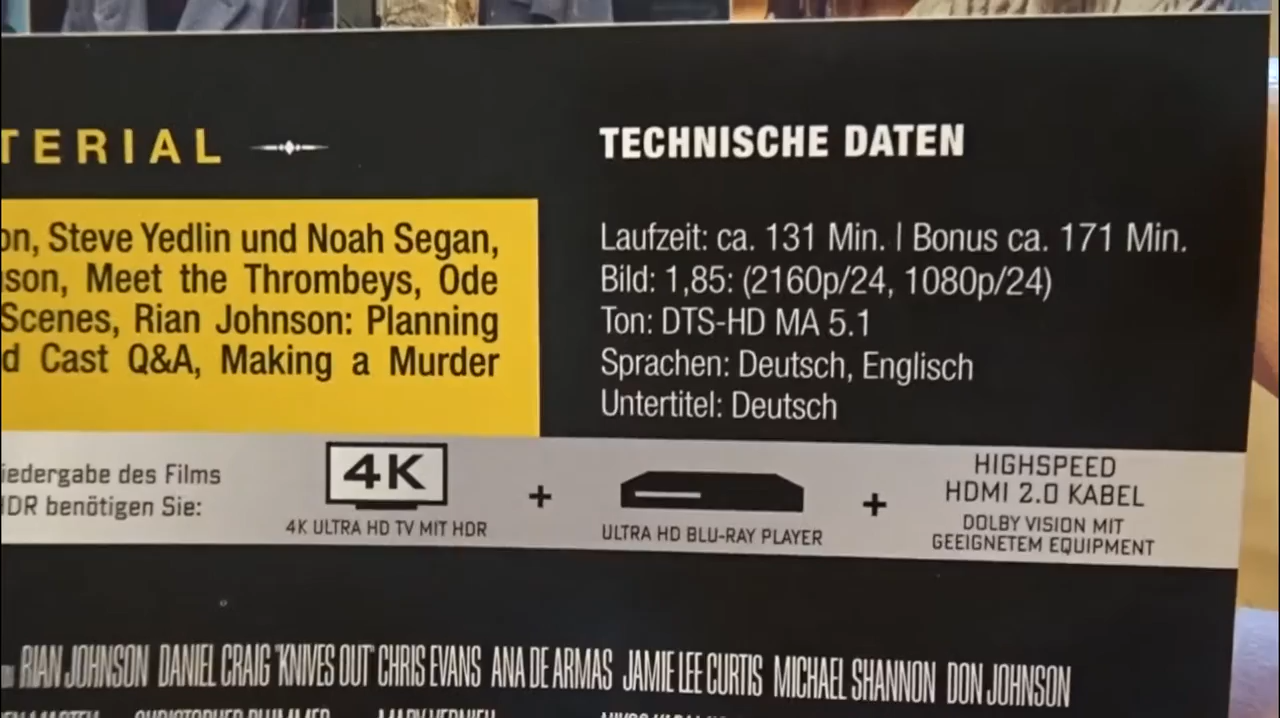 TERIAL
on, Steve Yedlin und Noah Segan,
son, Meet the Thrombeys, Ode
Scenes, Rian Johnson: Planning
d Cast Q&A, Making a Murder
TECHNISCHE DATEN
Laufzeit: ca. 131 Min. | Bonus ca. 171 Min.
Bild: 1,85: (2160p/24, 1080p/24)
Ton: DTS-HD MA 5.1
Sprachen: Deutsch, Englisch
Untertitel: Deutsch
iedergabe des Films
HDR benötigen Sie:
4K
4K ULTRA HD TV MIT HDR
+
ULTRA HD BLU-RAY PLAYER
+
HIGHSPEED
HDMI 2.0 KABEL
DOLBY VISION MIT
GEEIGNETEM EQUIPMENT
RIAN JOHNSON DANIEL CRAIG "KNIVES OUT" CHRIS EVANS ANA DE ARMAS JAMIE LEE CURTIS MICHAEL SHANNON DON JOHNSON